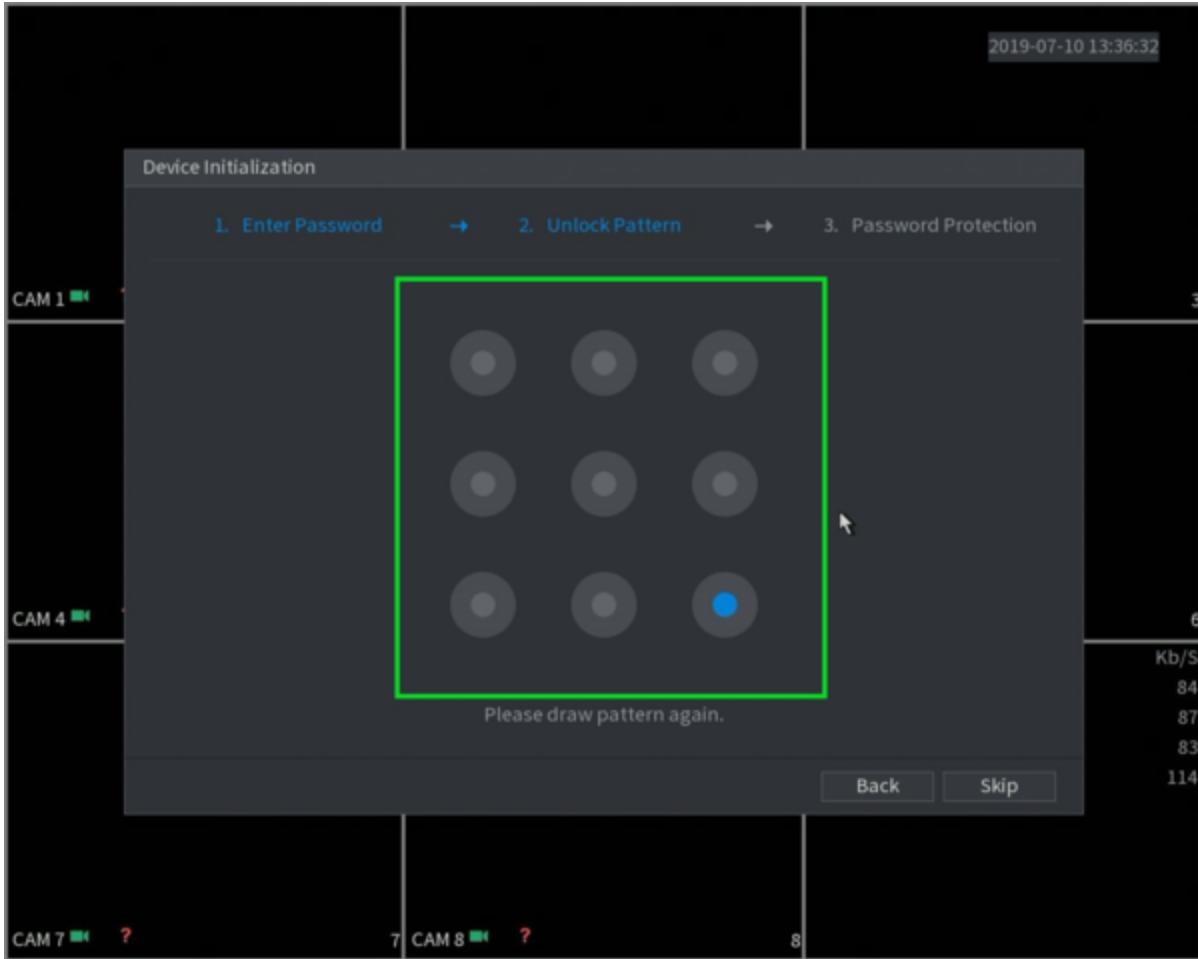 2019-07-10 13:36:32
Device Initialization
1. Enter Password → 2. Unlock Pattern → 3. Password Protection
CAM 1
3
CAM 4
6
Kb/S
84
87
83
114
Please draw pattern again.
Back Skip
CAM 7 ? 7 CAM 8 ? 8